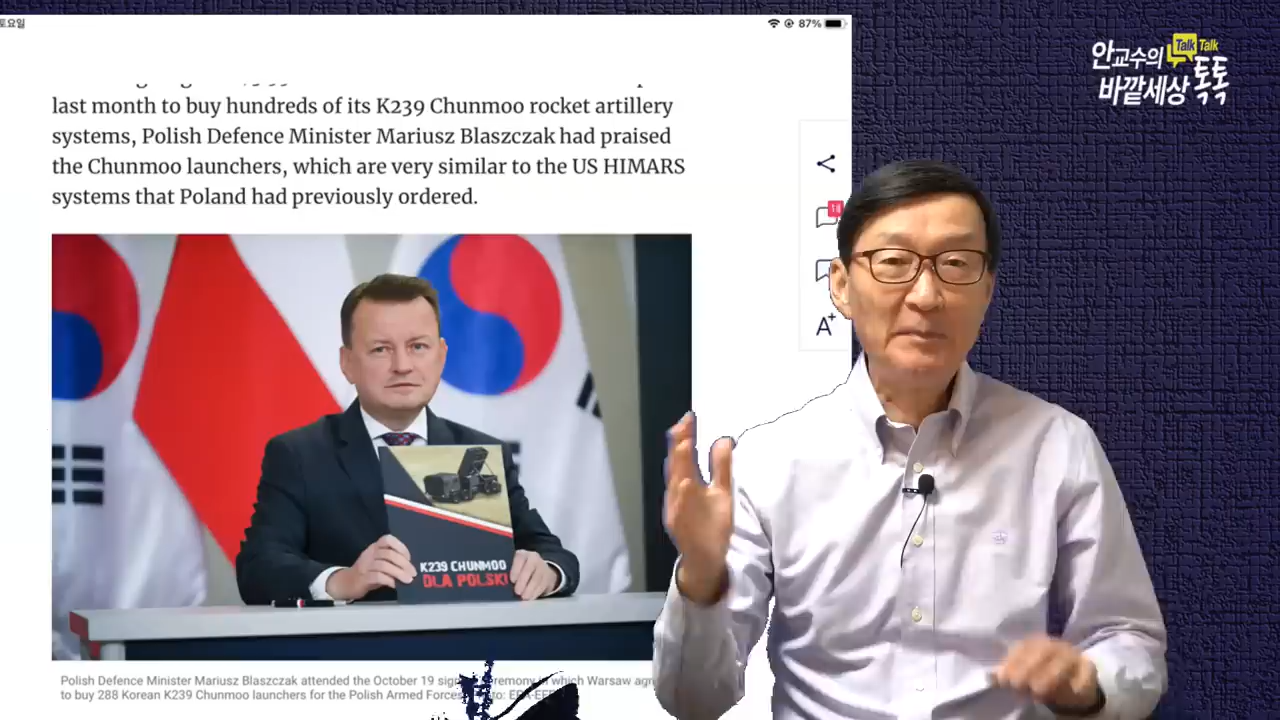 토요일
87%
안교수의
Talk Talk
바깥세상 톡톡
last month to buy hundreds of its K239 Chunmoo rocket artillery
systems, Polish Defence Minister Mariusz Blaszczak had praised
the Chunmoo launchers, which are very similar to the US HIMARS
systems that Poland had previously ordered.
A+
K239 CHUNMOO
DLA POLSKI
Polish Defence Minister Mariusz Blaszczak attended the October 19 in which Warsaw
to buy 288 Korean K239 Chunmoo launchers for the Polish Armed Forces